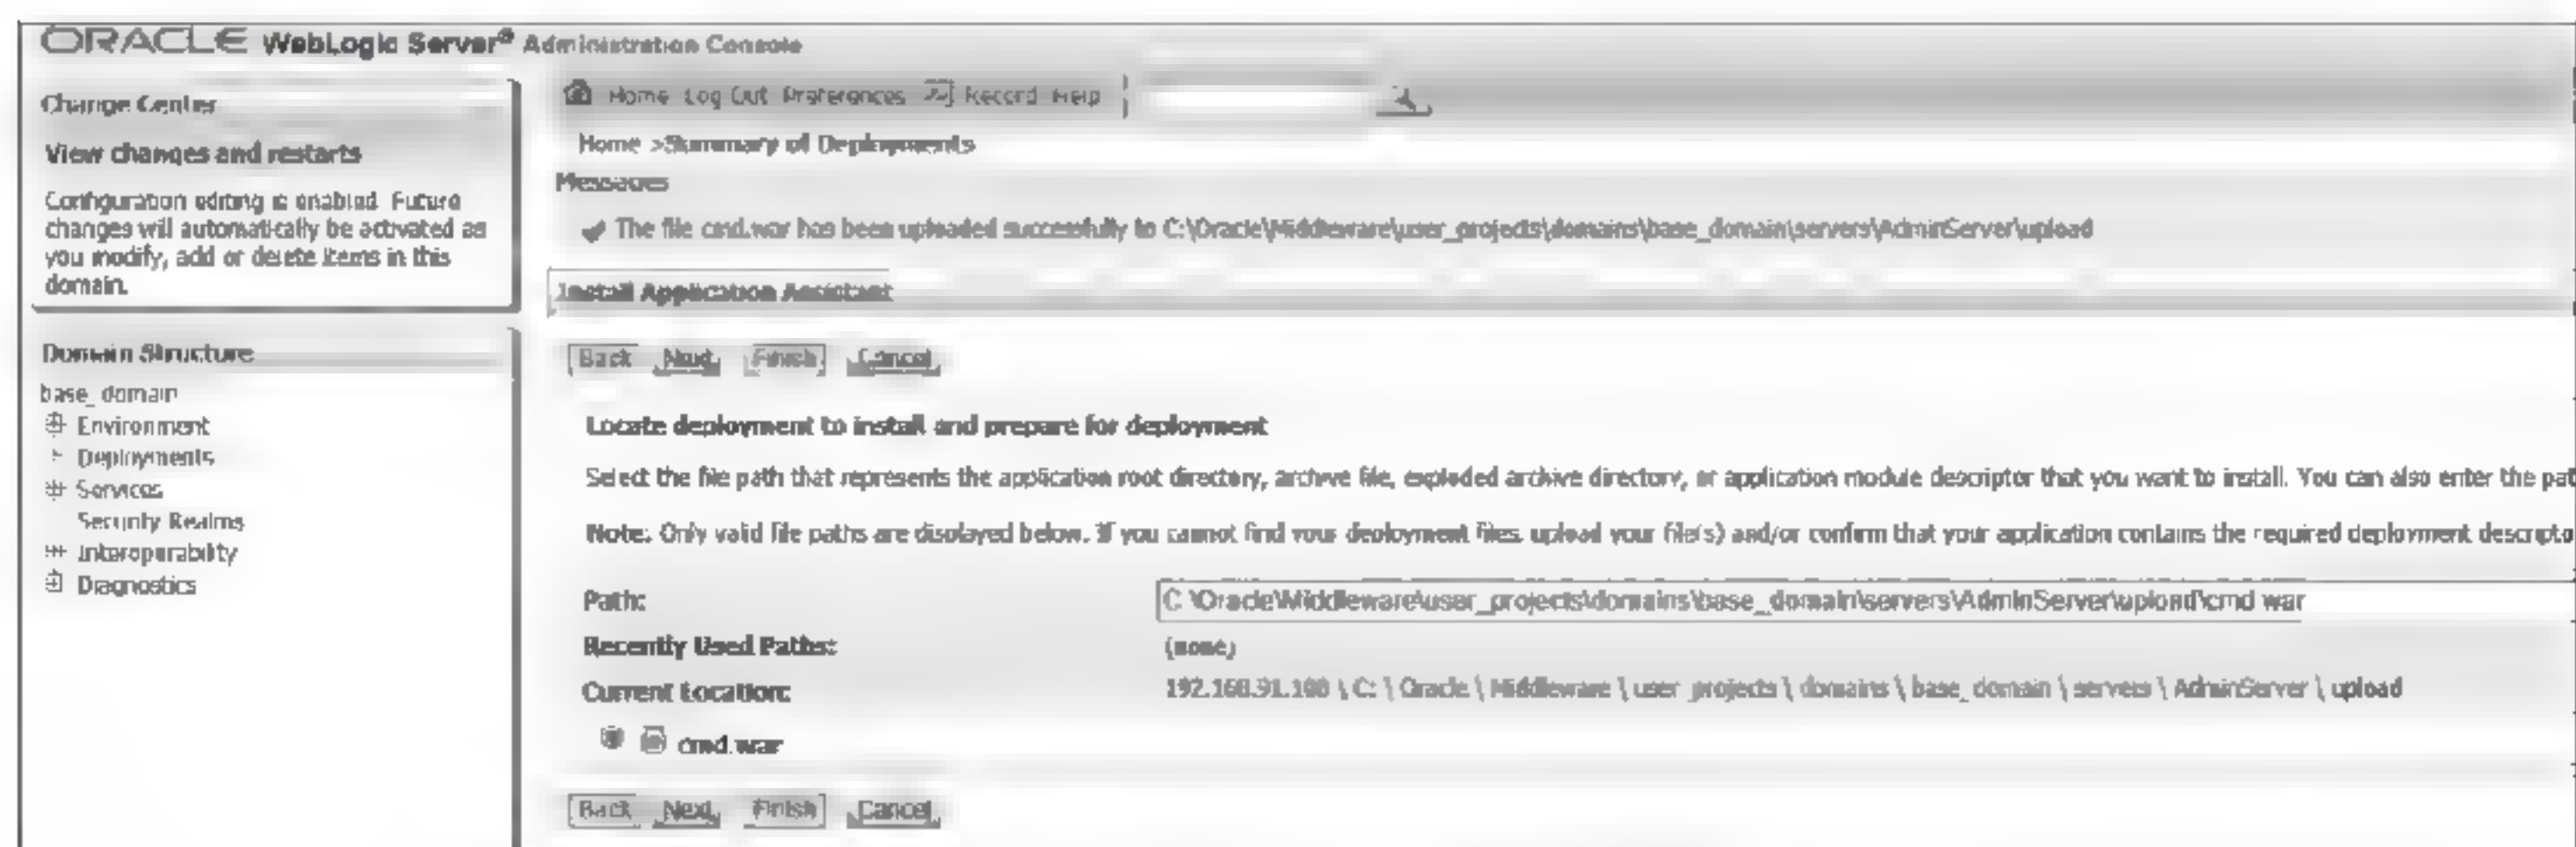 ORACLE WebLogic Server® Administration Console
Change Center
View changes and restarts
Configuration editing is enabled. Future
changes will automatically be activated as
you modify, add or delete items in this
domain.
Domain Structure
base_domain
Environment
Deployments
Services
Security Realms
Interoperability
Diagnostics
Home Log Out Preferences Record Help
Home >Summary of Deployments
Messages
The file cmd.war has been uploaded successfully to C:\Oracle\Middleware\user_projects\domains\base_domain\servers\AdminServer\upload
Install Application Assistant
Back Next Finish Cancel
Locate deployment to install and prepare for deployment
Select the file path that represents the application root directory, archive file, exploded archive directory, or application module descriptor that you want to install. You can also enter the pat
Note: Only valid file paths are displayed below. If you cannot find your deployment files, upload your file(s) and/or confirm that your application contains the required deployment descripto
Path: C:\Oracle\Middleware\user_projects\domains\base_domain\servers\AdminServer\upload\cmd.war
Recently Used Paths: (none)
Current Location: 192.168.91.100 \ C: \ Oracle \ Middleware \ user_projects \ domains \ base_domain \ servers \ AdminServer \ upload
cmd.war
Back Next Finish Cancel